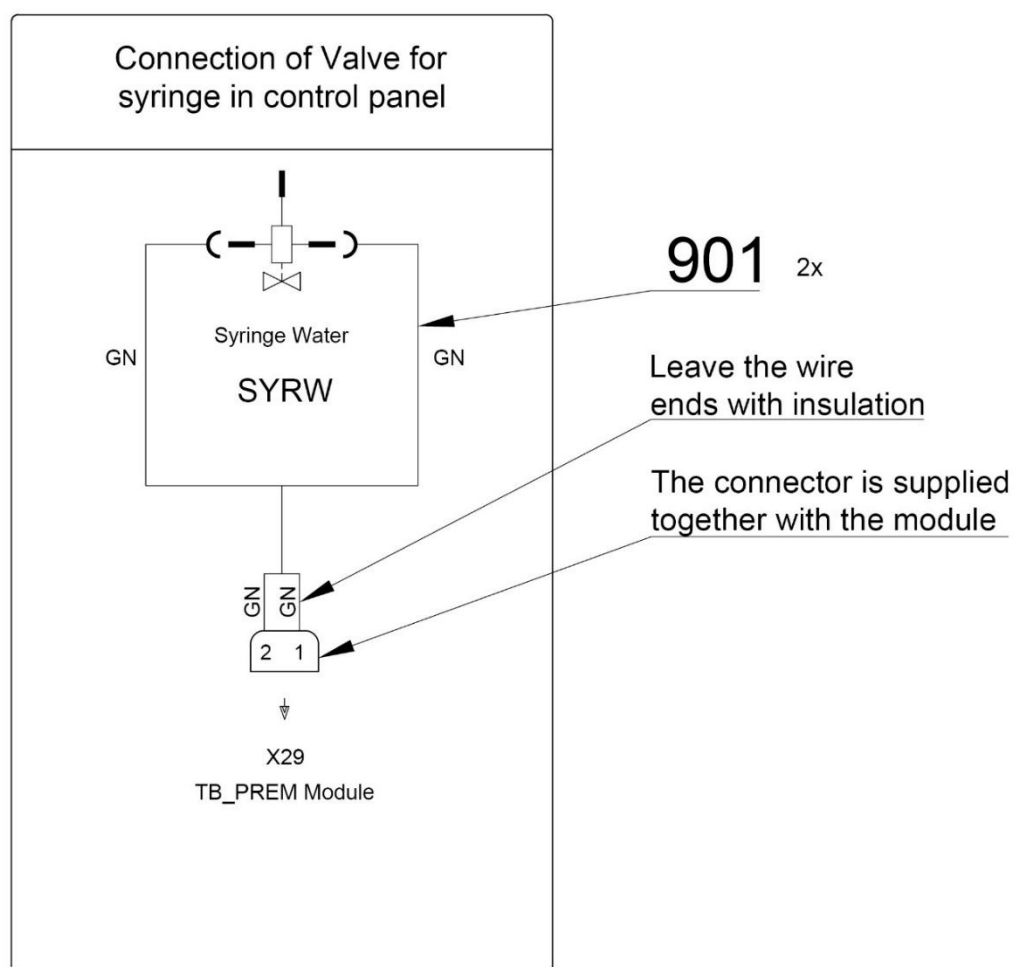 Connection of Valve for
syringe in control panel
901 2x
Syringe Water
GN
GN
SYRW
Leave the wire
ends with insulation
The connector is supplied
together with the module
GN
GN
2 1
X29
TB_PREM Module